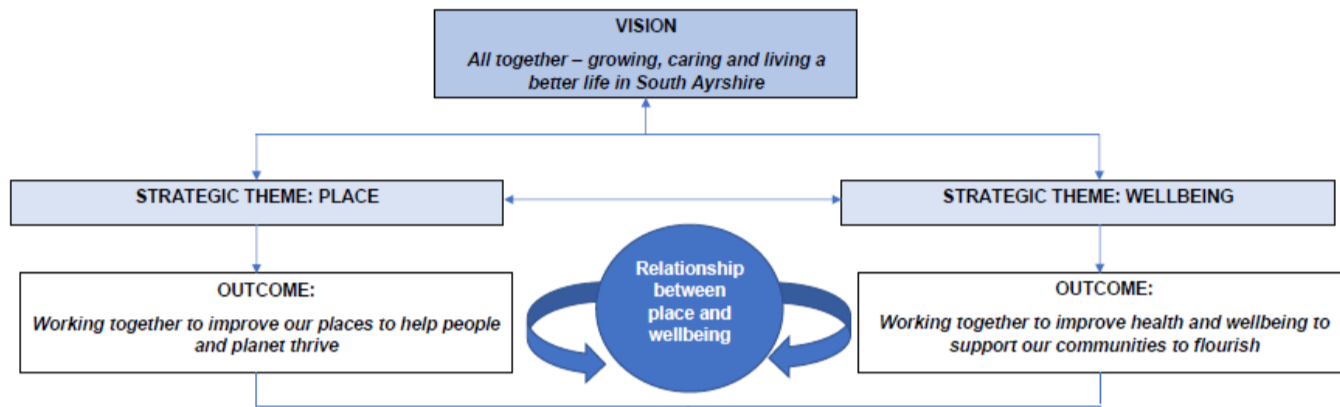 VISION
All together – growing, caring and living a
better life in South Ayrshire
STRATEGIC THEME: PLACE
STRATEGIC THEME: WELLBEING
OUTCOME:
Working together to improve our places to help people
and planet thrive
Relationship
between
place and
wellbeing
OUTCOME:
Working together to improve health and wellbeing to
support our communities to flourish